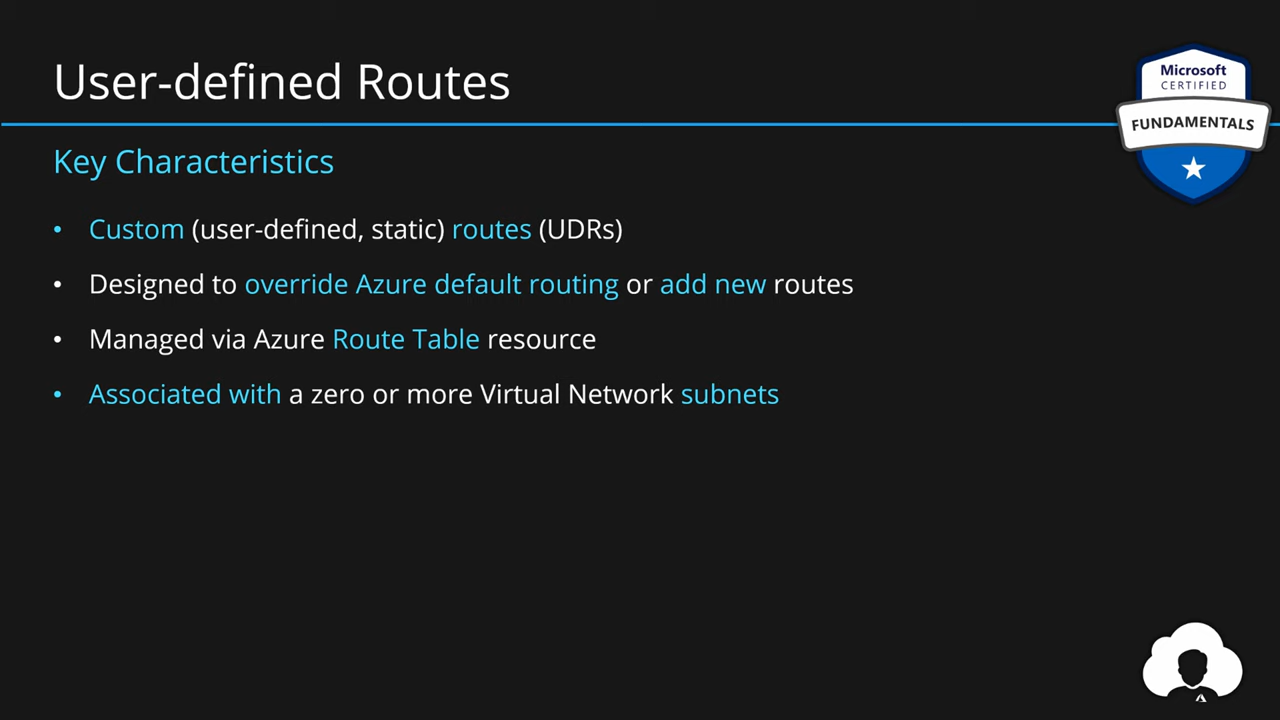 User-defined Routes
Microsoft
CERTIFIED
FUNDAMENTALS
Key Characteristics
• Custom (user-defined, static) routes (UDRs)
• Designed to override Azure default routing or add new routes
• Managed via Azure Route Table resource
• Associated with a zero or more Virtual Network subnets